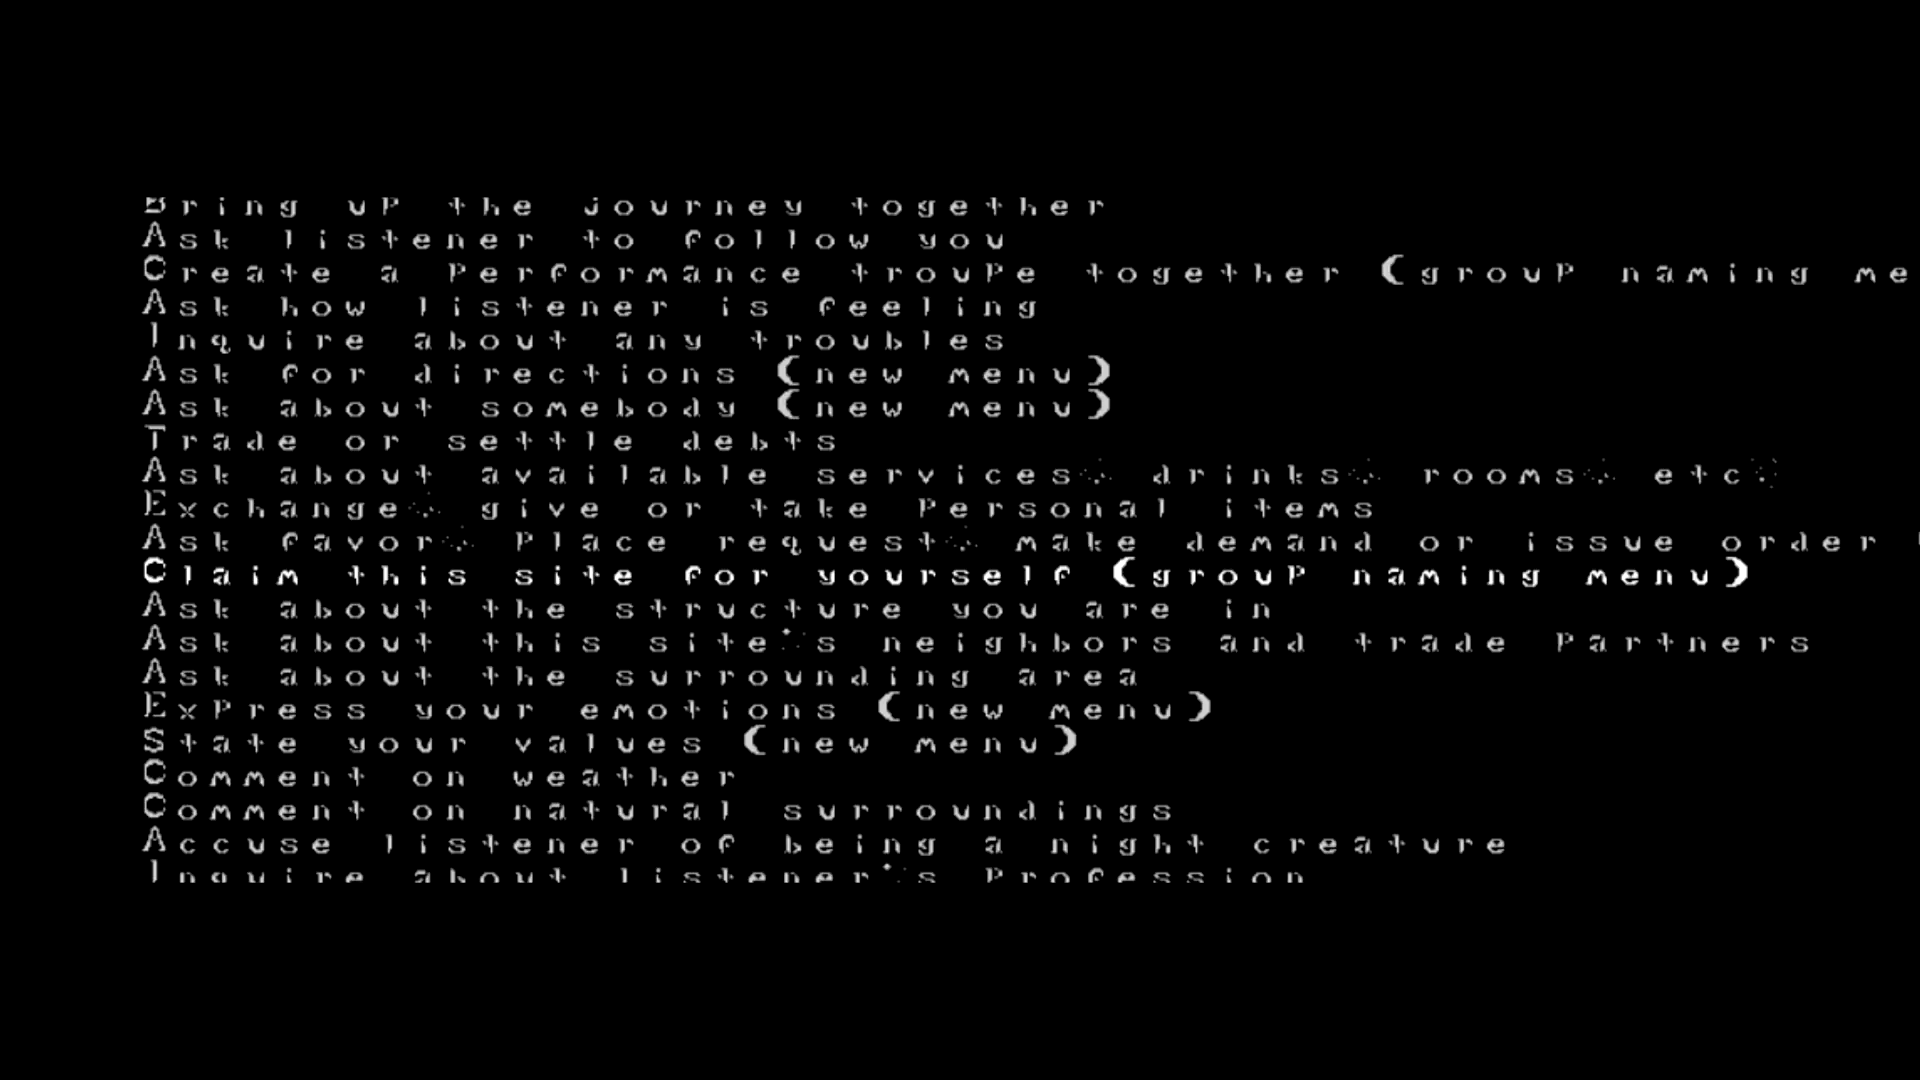 Bring up the journey together
Ask listener to follow you
Create a performance troupe together (group naming me
Ask how listener is feeling
Inquire about any troubles
Ask for directions (new menu)
Ask about somebody (new menu)
Trade or settle debts
Ask about available services, drinks, rooms, etc.
Exchange, give or take personal items
Ask favor, place request, make demand or issue order (
Claim this site for yourself (group naming menu)
Ask about the structure you are in
Ask about this site's neighbors and trade partners
Ask about the surrounding area
Express your emotions (new menu)
State your values (new menu)
Comment on weather
Comment on natural surroundings
Accuse listener of being a night creature
Inquire about listener's profession